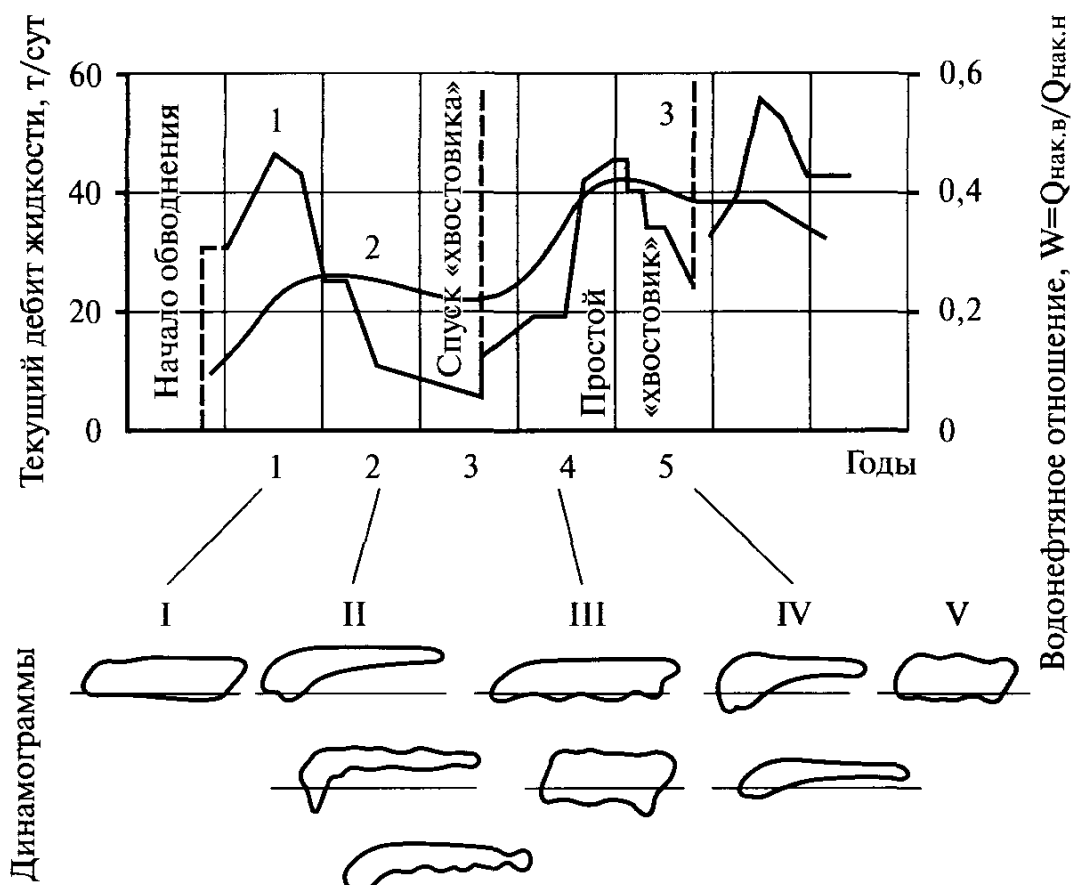 Текущий дебит жидкости, т/сут
60
40
20
0
Начало обводнения
1
2
Спуск «хвостовика»
Простой
«хвостовик»
3
0,6
0,4
0,2
0
Водонефтяное отношение, W=Qнак.в/Qнак.н
1 2 3 4 5 Годы
I II III IV V
Динамограммы